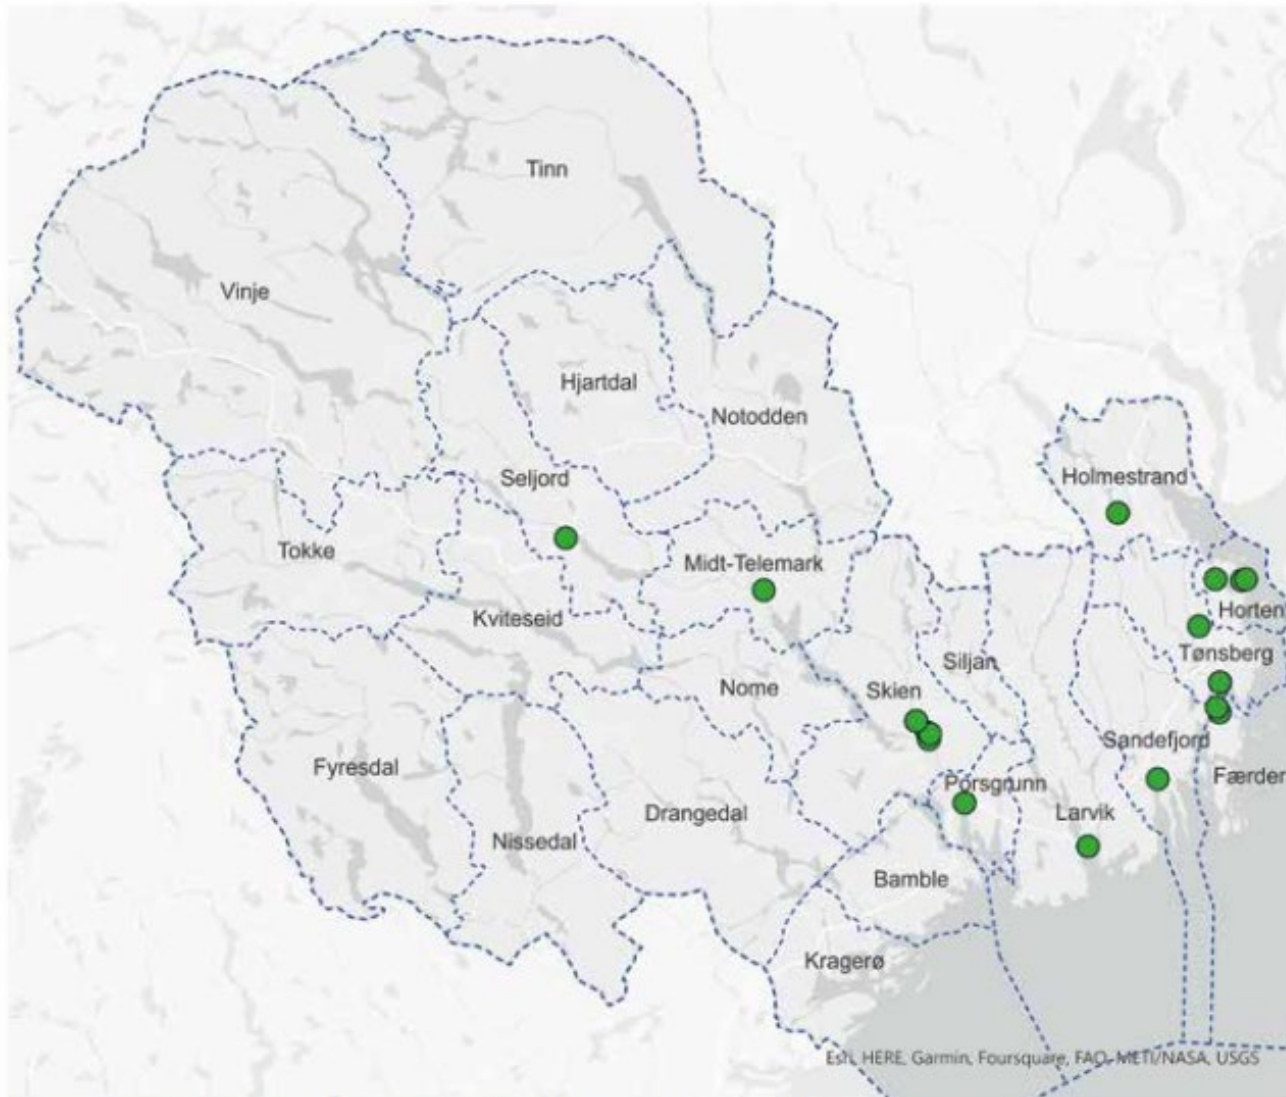 Tinn
Vinje
Hjartdal
Notodden
Seljord
Holmestrand
Tokke
Midt-Telemark
Horten
Kviteseid
Tønsberg
Siljan
Nome
Skien
Sandefjord
Fyresdal
Færder
Porsgrunn
Drangedal
Larvik
Nissedal
Bamble
Kragerø
Esri, HERE, Garmin, Foursquare, FAO, METI/NASA, USGS